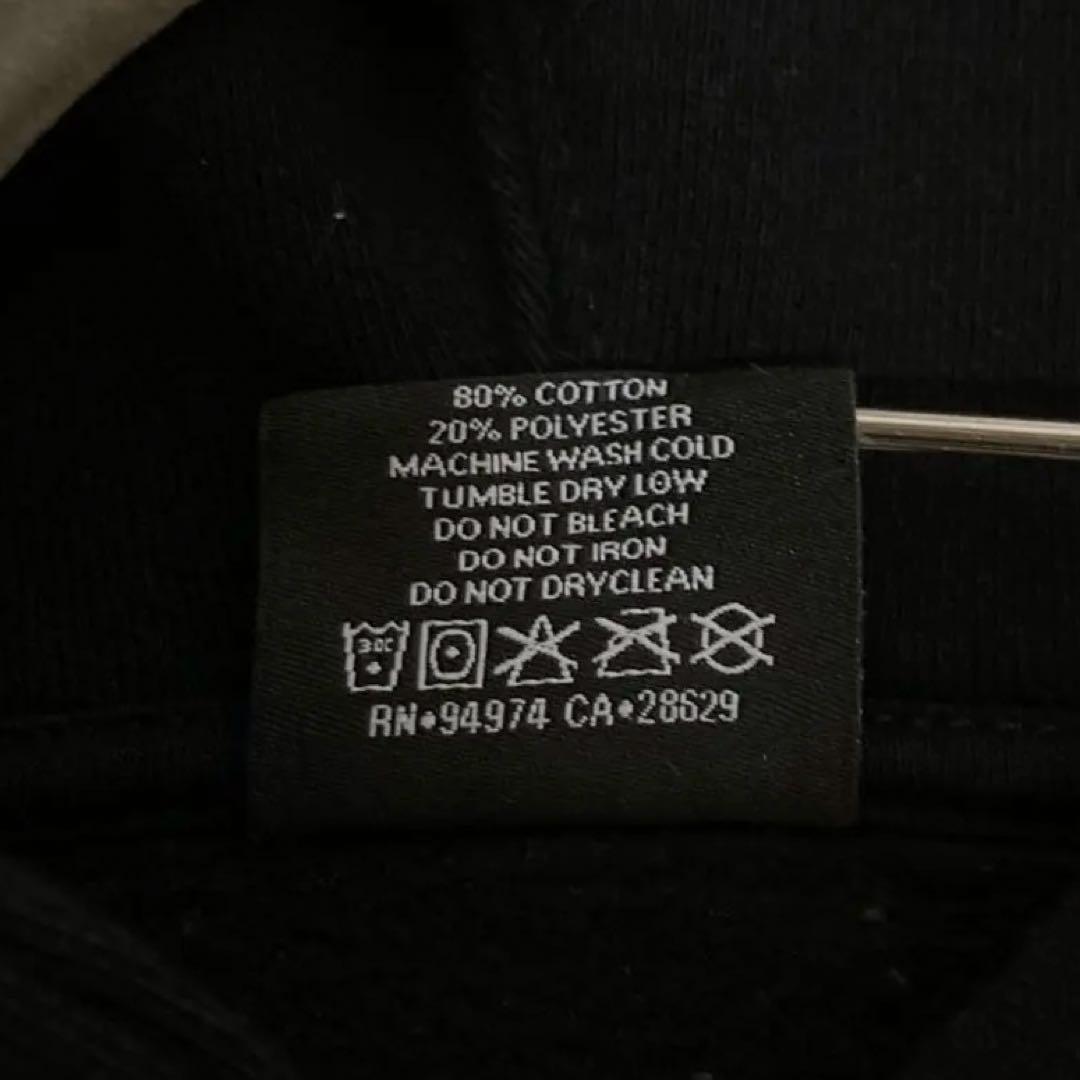 80% COTTON
20% POLYESTER
MACHINE WASH COLD
TUMBLE DRY LOW
DO NOT BLEACH
DO NOT IRON
DO NOT DRYCLEAN
30C
RN•94974 CA•28629